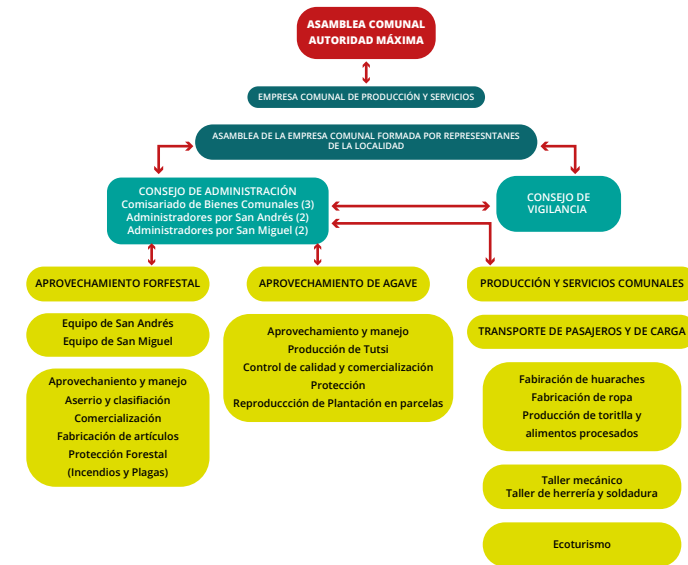 ASAMBLEA COMUNAL
AUTORIDAD MÁXIMA
EMPRESA COMUNAL DE PRODUCCIÓN Y SERVICIOS
ASAMBLEA DE LA EMPRESA COMUNAL FORMADA POR REPRESESNTANES
DE LA LOCALIDAD
CONSEJO DE ADMINISTRACIÓN
Comisariado de Bienes Comunales (3)
Administradores por San Andrés (2)
Administradores por San Miguel (2)
CONSEJO DE
VIGILANCIA
APROVECHAMIENTO FORFESTAL
Equipo de San Andrés
Equipo de San Miguel
Aprovechaniento y manejo
Aserrio y clasifiación
Comercialización
Fabricación de artículos
Protección Forestal
(Incendios y Plagas)
APROVECHAMIENTO DE AGAVE
Aprovechamiento y manejo
Producción de Tutsi
Control de calidad y comercialización
Protección
Reproduccción de Plantación en parcelas
PRODUCCIÓN Y SERVICIOS COMUNALES
TRANSPORTE DE PASAJEROS Y DE CARGA
Fabiración de huaraches
Fabricación de ropa
Producción de toritlla y
alimentos procesados
Taller mecánico
Taller de herrería y soldadura
Ecoturismo